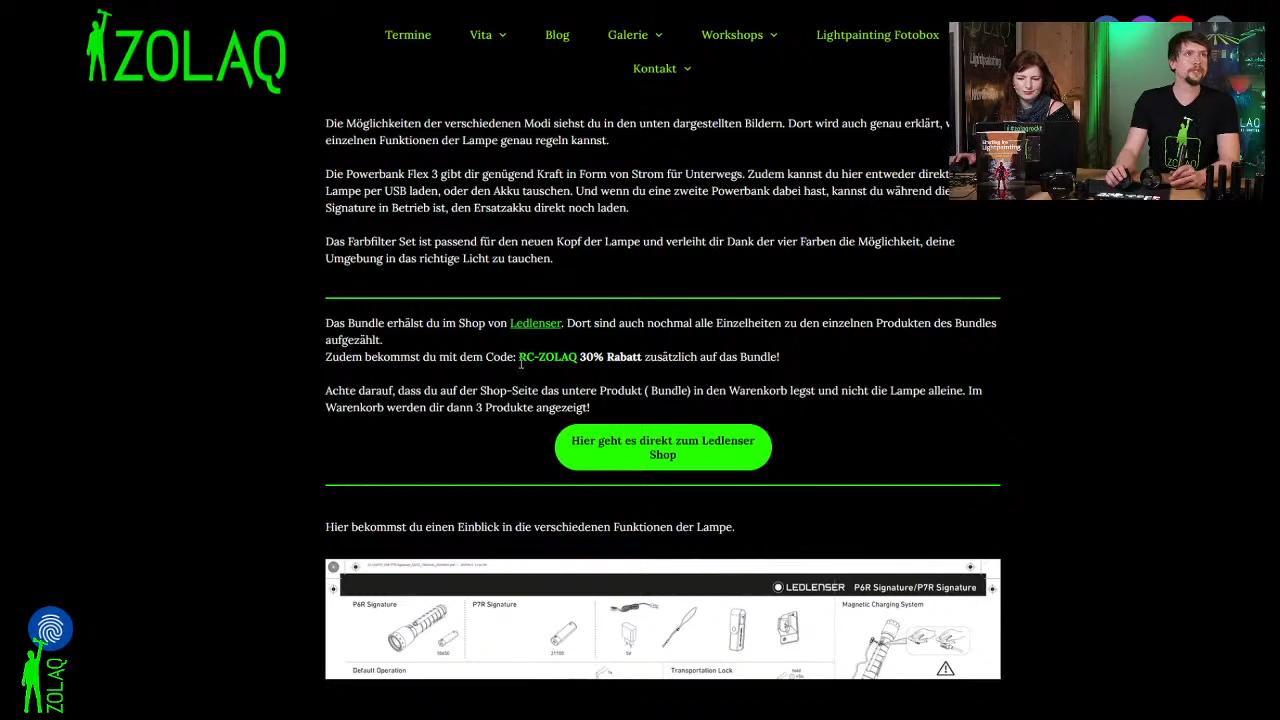 ZOLAQ
Termine Vita Blog Galerie Workshops Lightpainting Fotobox
Kontakt
Die Möglichkeiten der verschiedenen Modi siehst du in den unten dargestellten Bildern. Dort wird auch genau erklärt,
einzelnen Funktionen der Lampe genau regeln kannst.
Die Powerbank Flex 3 gibt dir genügend Kraft in Form von Strom für Unterwegs. Zudem kannst du hier entweder direkt
Lampe per USB laden, oder den Akku tauschen. Und wenn du eine zweite Powerbank dabei hast, kannst du während die
Signature in Betrieb ist, den Ersatzakku direkt noch laden.
Das Farbfilter Set ist passend für den neuen Kopf der Lampe und verleiht dir Dank der vier Farben die Möglichkeit, deine
Umgebung in das richtige Licht zu tauchen.
Das Bundle erhälst du im Shop von Ledlenser. Dort sind auch nochmal alle Einzelheiten zu den einzelnen Produkten des Bundles
aufgezählt.
Zudem bekommst du mit dem Code: RC-ZOLAQ 30% Rabatt zusätzlich auf das Bundle!
Achte darauf, dass du auf der Shop-Seite das untere Produkt ( Bundle) in den Warenkorb legst und nicht die Lampe alleine. Im
Warenkorb werden dir dann 3 Produkte angezeigt!
Hier geht es direkt zum Ledlenser
Shop
Hier bekommst du einen Einblick in die verschiedenen Funktionen der Lampe.
LEDLENSER P6R Signature/P7R Signature
P6R Signature P7R Signature Magnetic Charging System
18650 21700 5V
Default Operation Transportation Lock
ZOLAQ
#zolaqrockt
Lightpainting